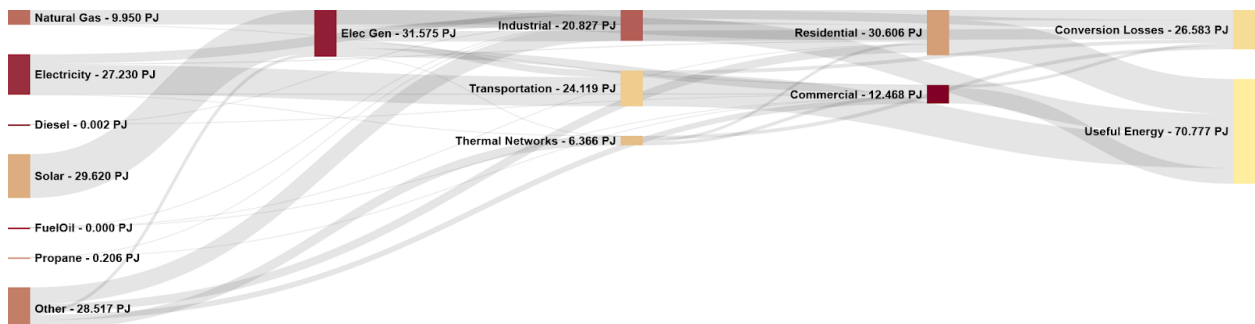 Natural Gas - 9.950 PJ
Electricity - 27.230 PJ
Diesel - 0.002 PJ
Solar - 29.620 PJ
FuelOil - 0.000 PJ
Propane - 0.206 PJ
Other - 28.517 PJ
Elec Gen - 31.575 PJ
Industrial - 20.827 PJ
Transportation - 24.119 PJ
Thermal Networks - 6.366 PJ
Residential - 30.606 PJ
Commercial - 12.468 PJ
Conversion Losses - 26.583 PJ
Useful Energy - 70.777 PJ